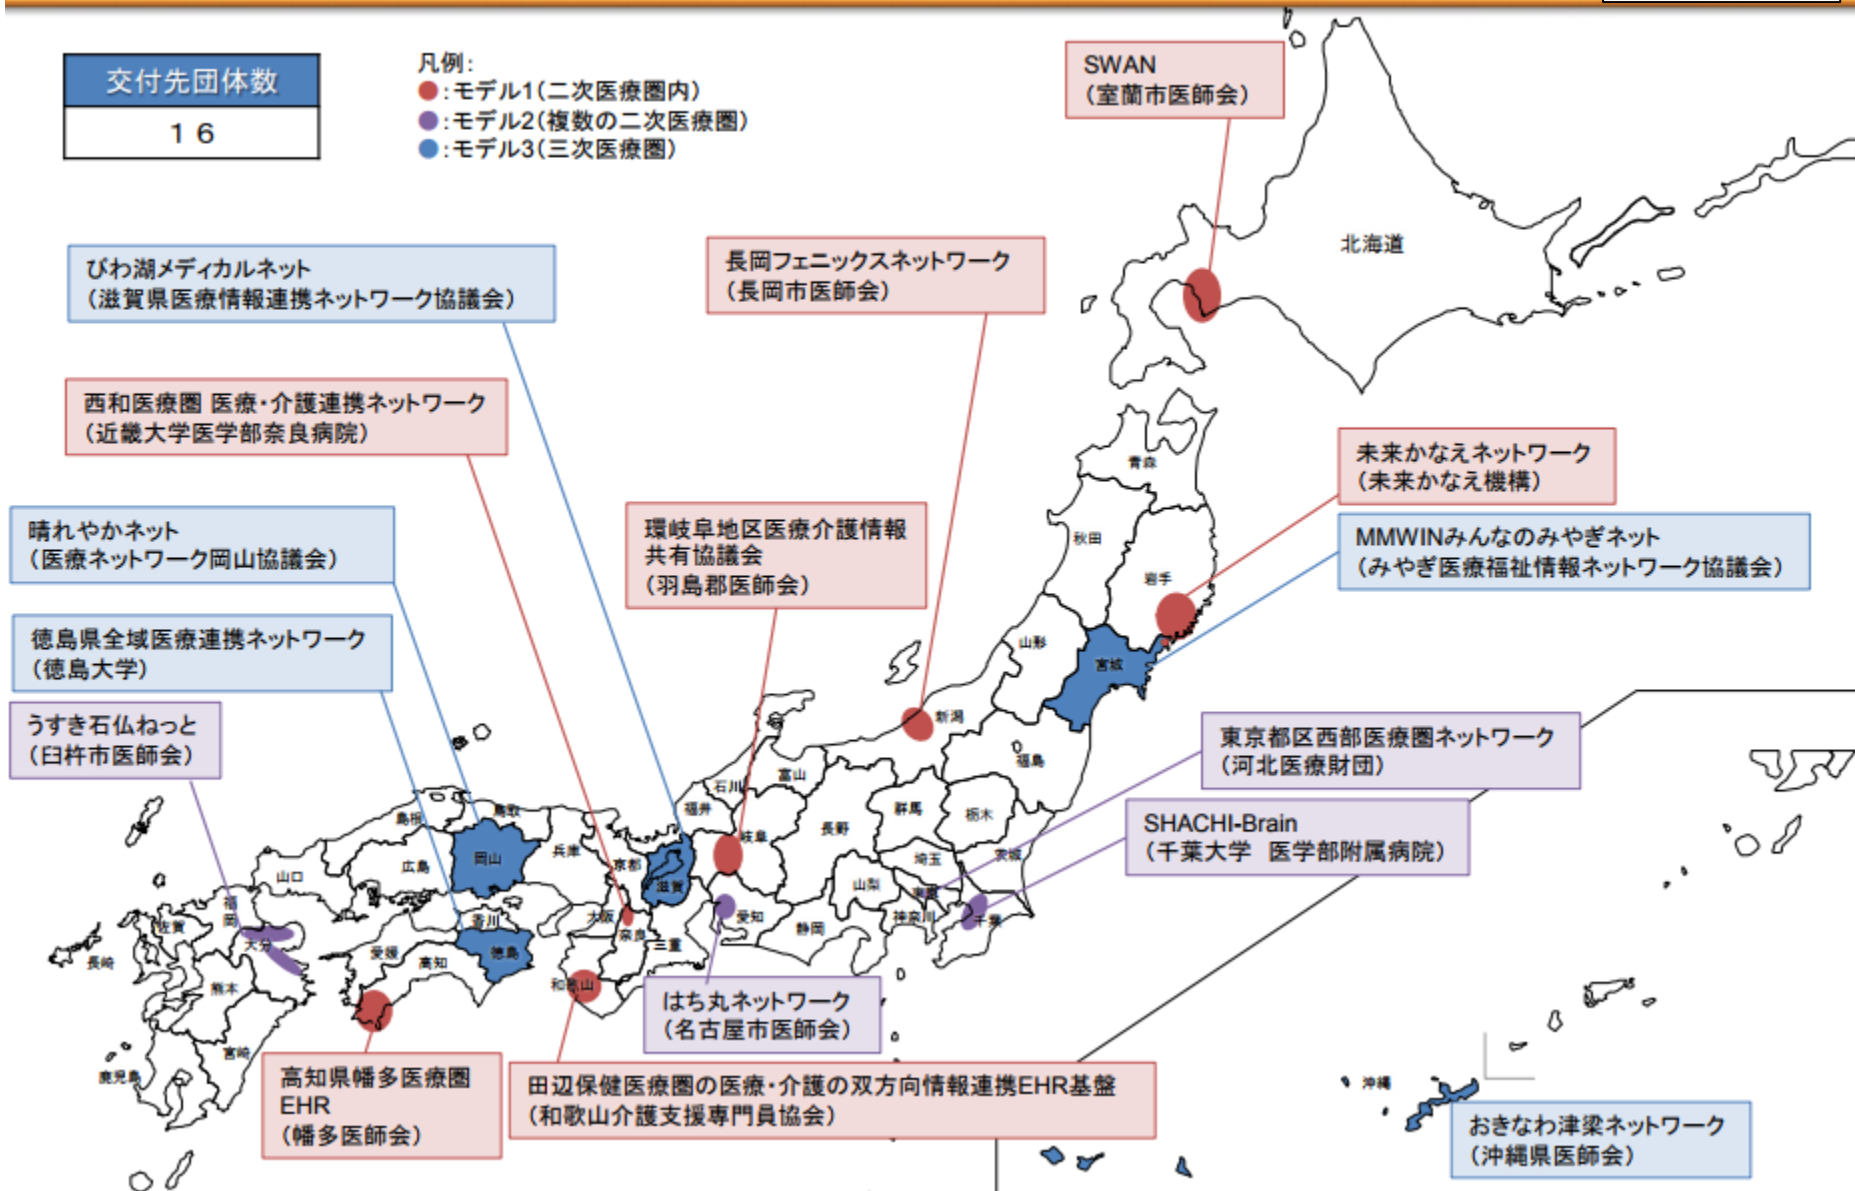 交付先団体数
16
凡例：
●：モデル1（二次医療圏内）
●：モデル2（複数の二次医療圏）
●：モデル3（三次医療圏）
SWAN
（室蘭市医師会）
びわ湖メディカルネット
（滋賀県医療情報連携ネットワーク協議会）
長岡フェニックスネットワーク
（長岡市医師会）
西和医療圏 医療・介護連携ネットワーク
（近畿大学医学部奈良病院）
未来かなえネットワーク
（未来かなえ機構）
晴れやかネット
（医療ネットワーク岡山協議会）
環岐阜地区医療介護情報
共有協議会
（羽島郡医師会）
MMWINみんなのみやぎネット
（みやぎ医療福祉情報ネットワーク協議会）
徳島県全域医療連携ネットワーク
（徳島大学）
うすき石仏ねっと
（臼杵市医師会）
東京都区西部医療圏ネットワーク
（河北医療財団）
SHACHI-Brain
（千葉大学　医学部附属病院）
はち丸ネットワーク
（名古屋市医師会）
高知県幡多医療圏
EHR
（幡多医師会）
田辺保健医療圏の医療・介護の双方向情報連携EHR基盤
（和歌山介護支援専門員協会）
おきなわ津梁ネットワーク
（沖縄県医師会）
北海道
青森
秋田
岩手
山形
宮城
新潟
福島
石川
富山
福井
群馬
栃木
長野
岐阜
埼玉
茨城
山梨
東京
神奈川
千葉
静岡
愛知
三重
滋賀
京都
兵庫
大阪
奈良
和歌山
鳥取
島根
岡山
広島
山口
香川
徳島
愛媛
高知
福岡
佐賀
長崎
大分
熊本
宮崎
鹿児島
沖縄